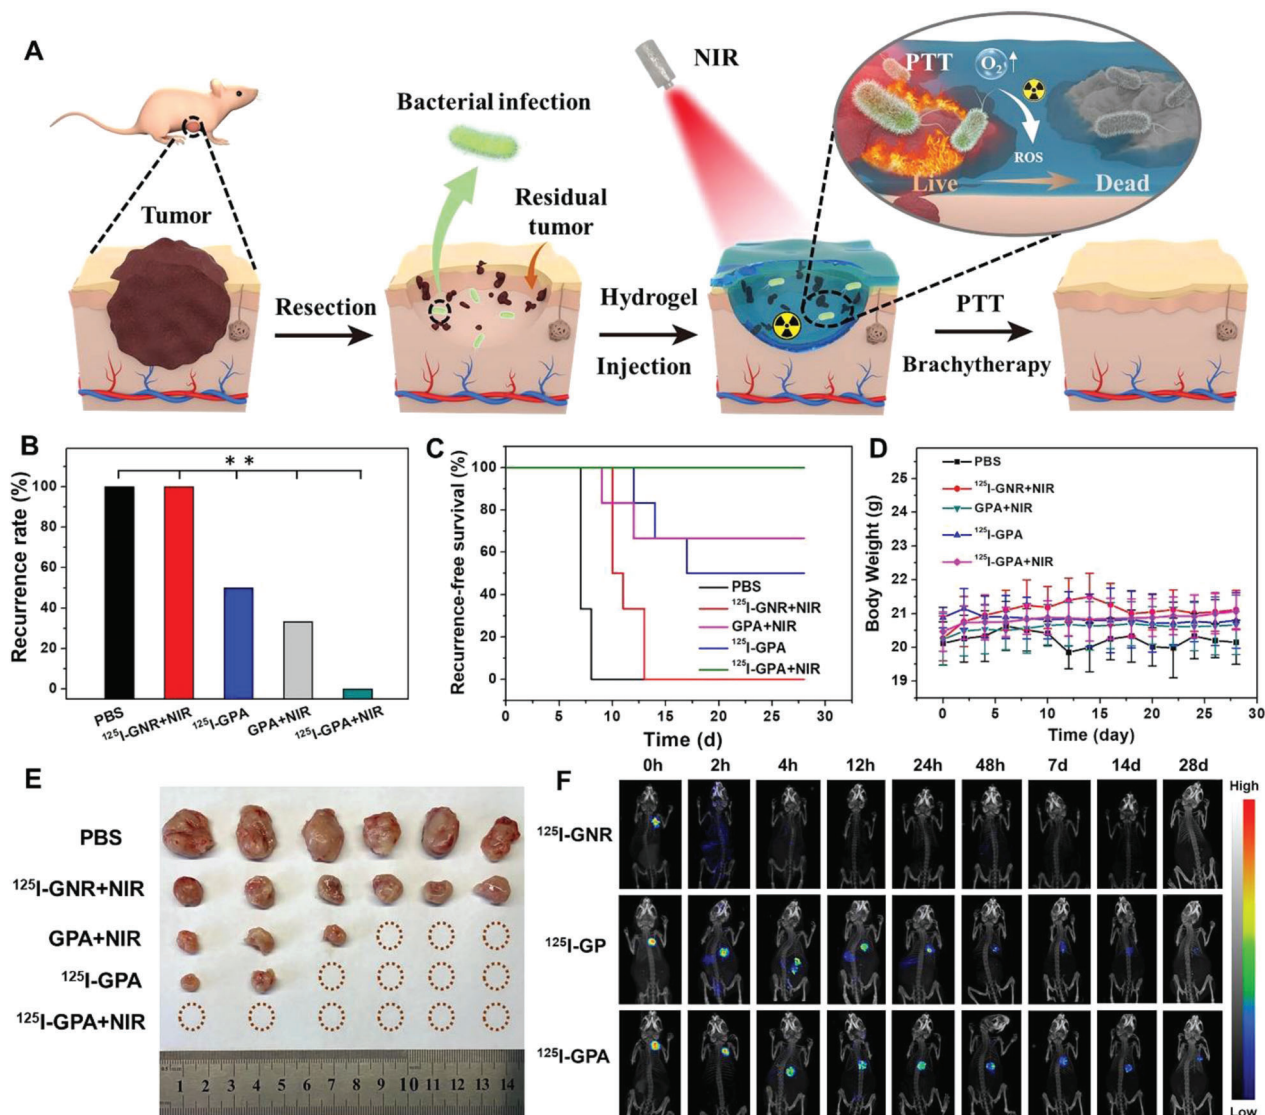 A
Bacterial infection
NIR
PTT
O₂
ROS
Live
Dead
Tumor
Residual
tumor
Resection
Hydrogel
Injection
PTT
Brachytherapy
B
Recurrence rate (%)
100
80
60
40
20
0
**
PBS
¹²⁵I-GNR+NIR
¹²⁵I-GPA
GPA+NIR
¹²⁵I-GPA+NIR
C
Recurrence-free survival (%)
100
80
60
40
20
0
PBS
¹²⁵I-GNR+NIR
GPA+NIR
¹²⁵I-GPA
¹²⁵I-GPA+NIR
0 5 10 15 20 25 30
Time (d)
D
Body Weight (g)
25
24
23
22
21
20
19
PBS
¹²⁵I-GNR+NIR
GPA+NIR
¹²⁵I-GPA
¹²⁵I-GPA+NIR
0 5 10 15 20 25 30
Time (day)
E
PBS
¹²⁵I-GNR+NIR
GPA+NIR
¹²⁵I-GPA
¹²⁵I-GPA+NIR
1 2 3 4 5 6 7 8 9 10 11 12 13 14
F
0h 2h 4h 12h 24h 48h 7d 14d 28d
¹²⁵I-GNR
¹²⁵I-GP
¹²⁵I-GPA
High
Low